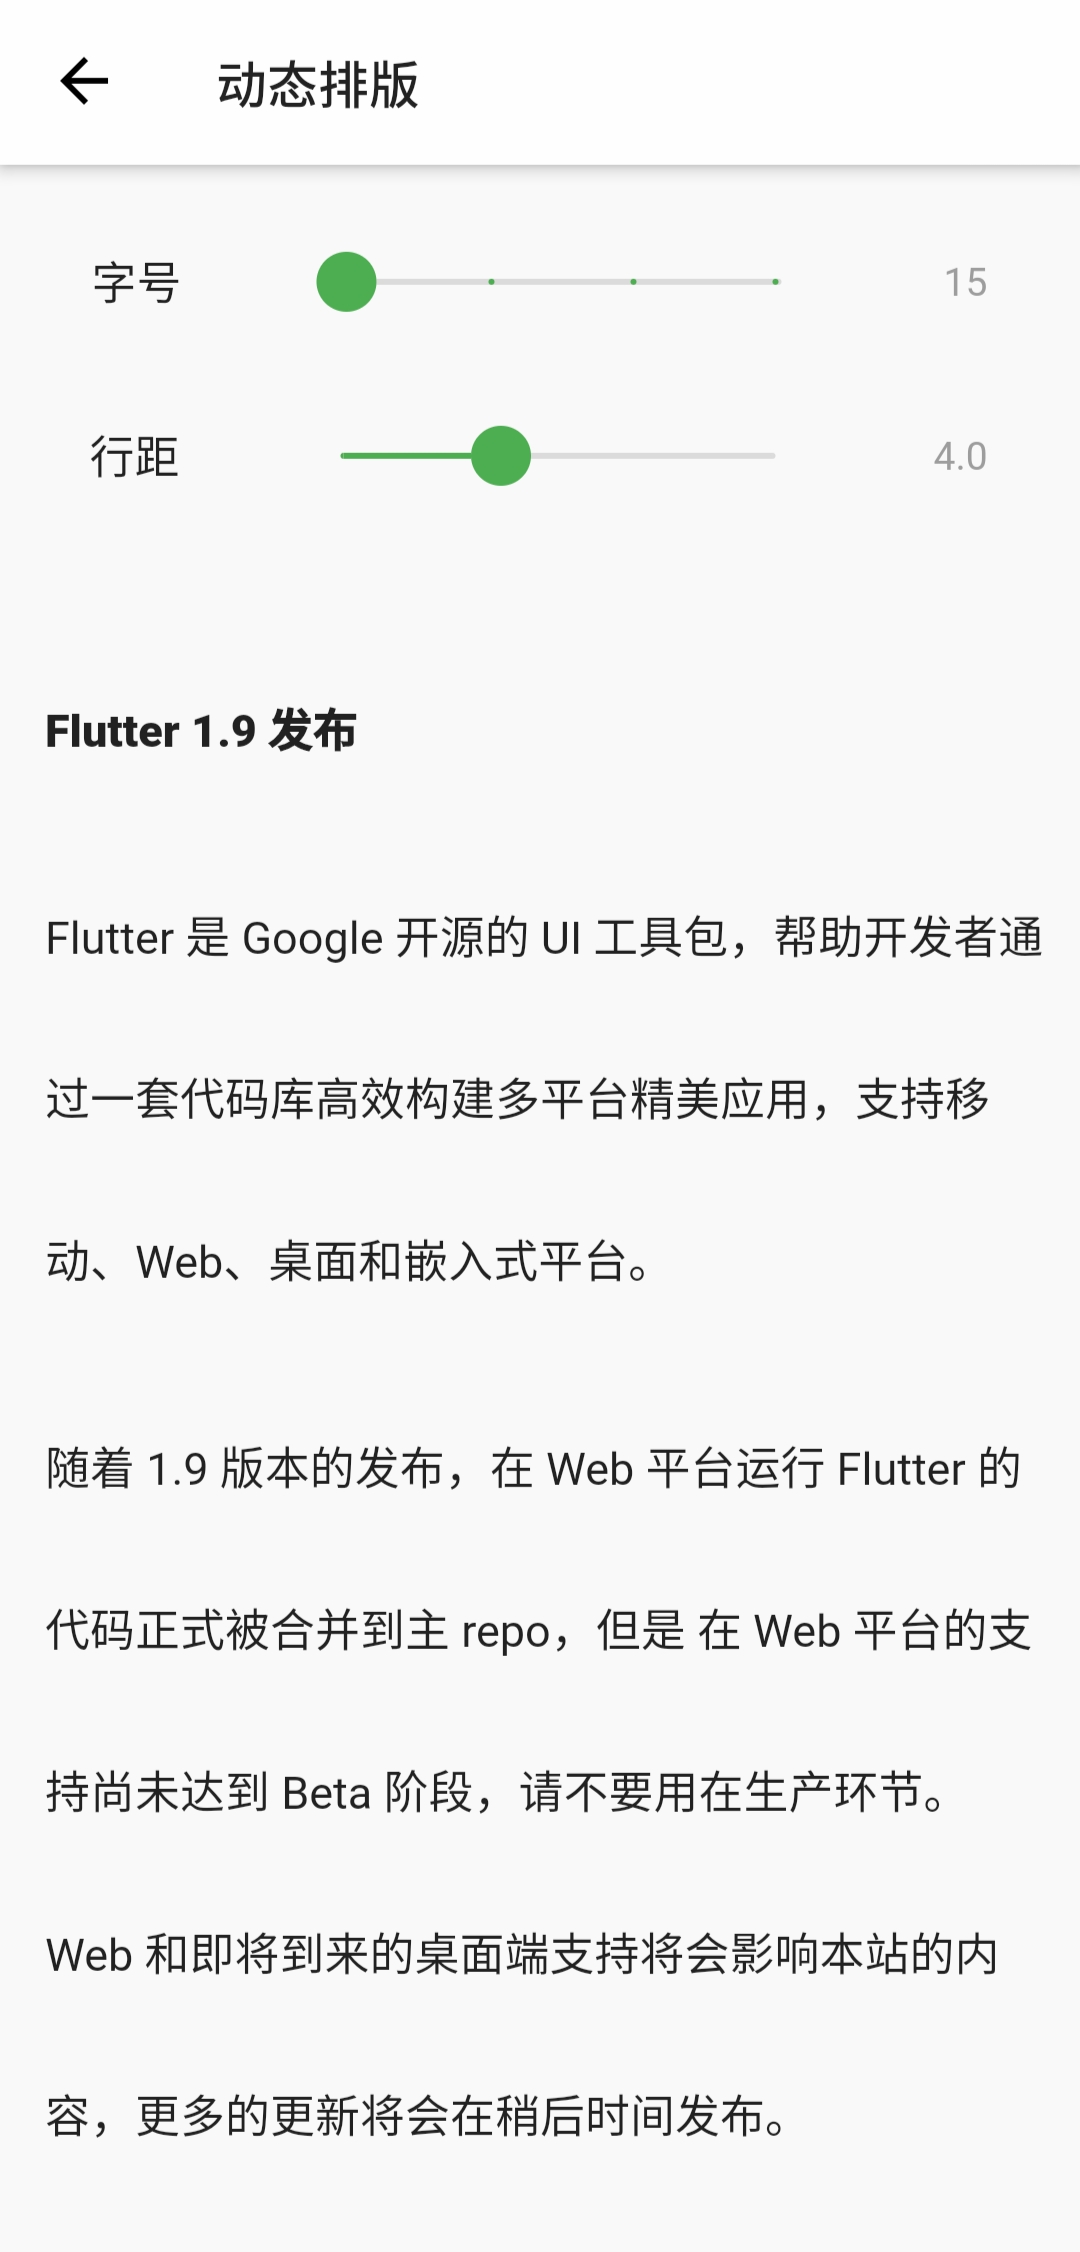 动态排版
字号 15
行距 4.0
Flutter 1.9 发布
Flutter 是 Google 开源的 UI 工具包，帮助开发者通
过一套代码库高效构建多平台精美应用，支持移
动、Web、桌面和嵌入式平台。
随着 1.9 版本的发布，在 Web 平台运行 Flutter 的
代码正式被合并到主 repo，但是 在 Web 平台的支
持尚未达到 Beta 阶段，请不要用在生产环节。
Web 和即将到来的桌面端支持将会影响本站的内
容，更多的更新将会在稍后时间发布。